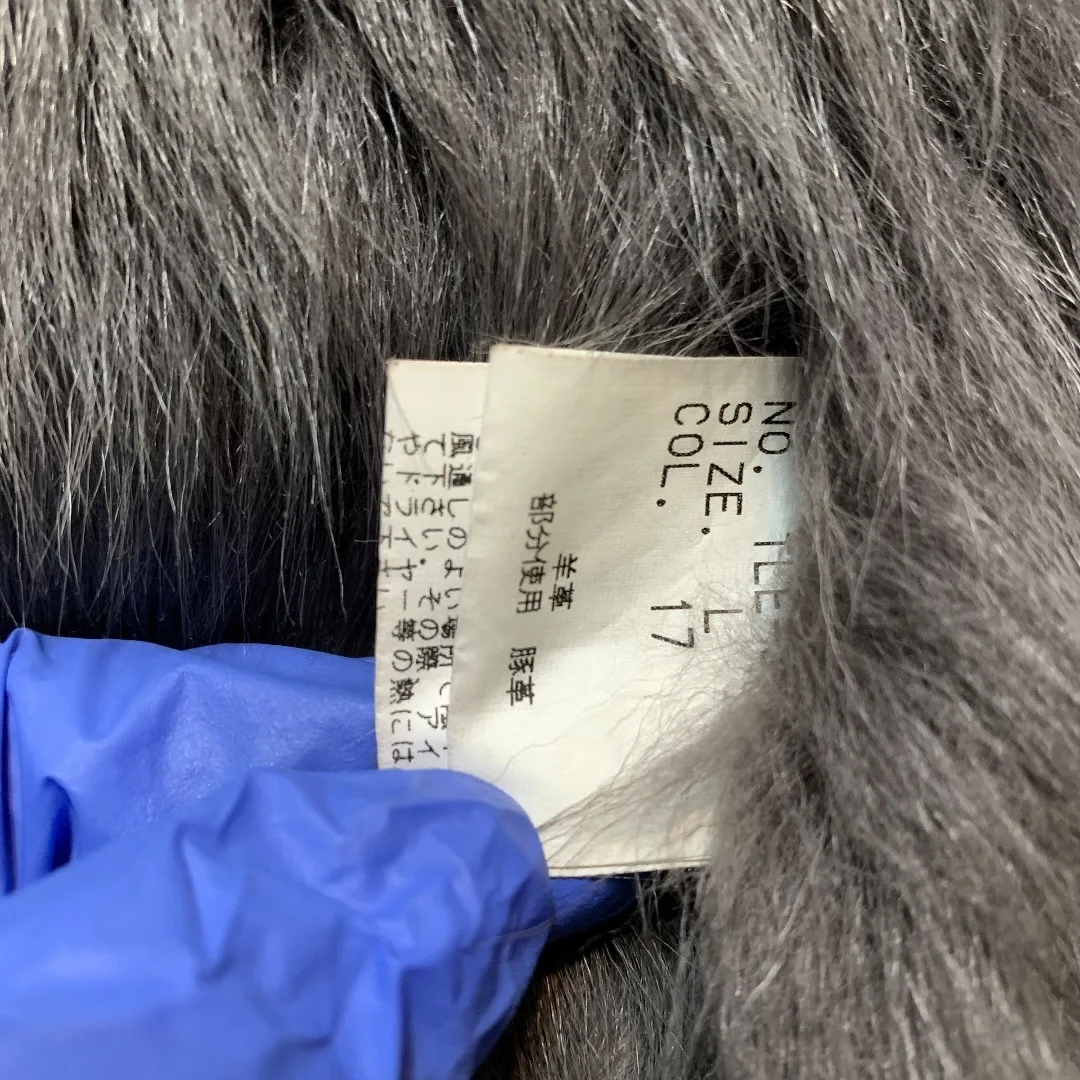 NO. 1LE
SIZE. L
COL. 17
羊革
部分使用 豚革
風通しのよい
て下さい。その際
やドライヤー等の熱には